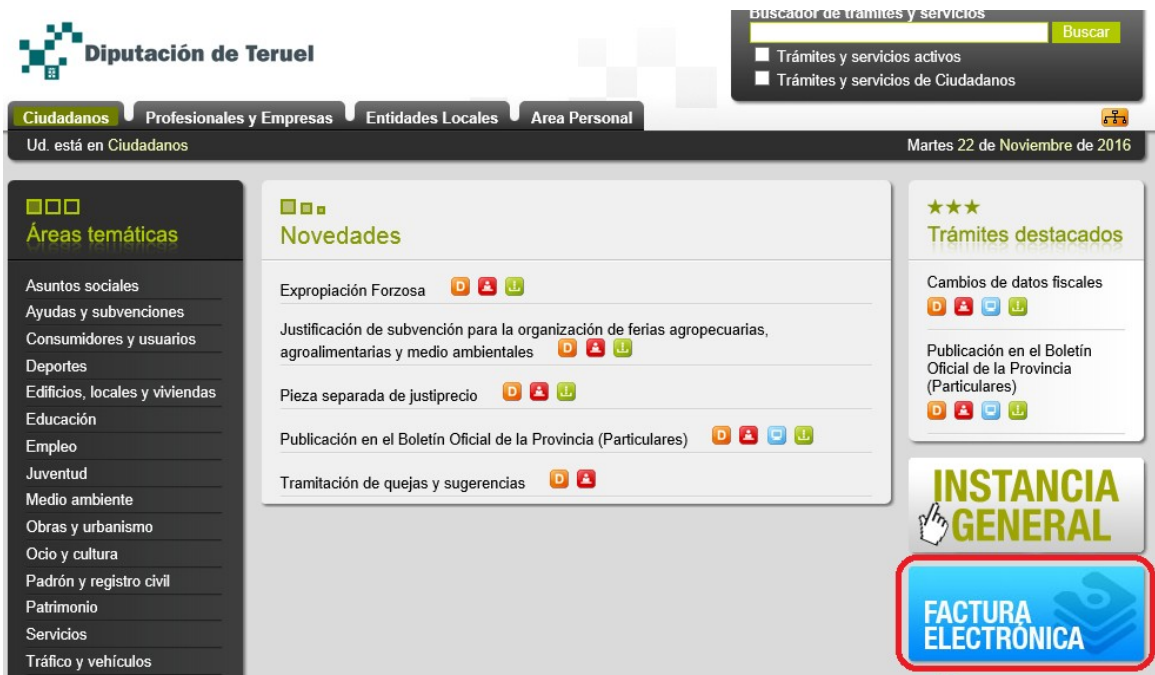 Diputación de Teruel
Buscador de trámites y servicios
Buscar
Trámites y servicios activos
Trámites y servicios de Ciudadanos
Ciudadanos Profesionales y Empresas Entidades Locales Area Personal
Ud. está en Ciudadanos
Martes 22 de Noviembre de 2016
Áreas temáticas
Asuntos sociales
Ayudas y subvenciones
Consumidores y usuarios
Deportes
Edificios, locales y viviendas
Educación
Empleo
Juventud
Medio ambiente
Obras y urbanismo
Ocio y cultura
Padrón y registro civil
Patrimonio
Servicios
Tráfico y vehículos
Novedades
Expropiación Forzosa D
Justificación de subvención para la organización de ferias agropecuarias,
agroalimentarias y medio ambientales D
Pieza separada de justiprecio D
Publicación en el Boletín Oficial de la Provincia (Particulares) D
Tramitación de quejas y sugerencias D
Trámites destacados
Cambios de datos fiscales
D
Publicación en el Boletín
Oficial de la Provincia
(Particulares)
D
INSTANCIA
GENERAL
FACTURA
ELECTRÓNICA